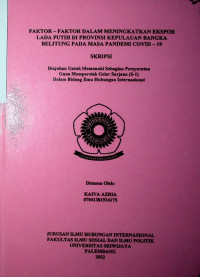 FAKTOR – FAKTOR DALAM MENINGKATKAN EKSPOR
LADA PUTIH DI PROVINSI KEPULAUAN BANGKA
BELITUNG PADA MASA PANDEMI COVID – 19
SKRIPSI
Diajukan Untuk Memenuhi Sebagian Persyaratan
Guna Memperoleh Gelar Sarjana (S-1)
Dalam Bidang Ilmu Hubungan Internasional
Disusun Oleh:
KAIVA AZRIA
07041381924175
JURUSAN ILMU HUBUNGAN INTERNASIONAL
FAKULTAS ILMU SOSIAL DAN ILMU POLITIK
UNIVERSITAS SRIWIJAYA
PALEMBANG
2022